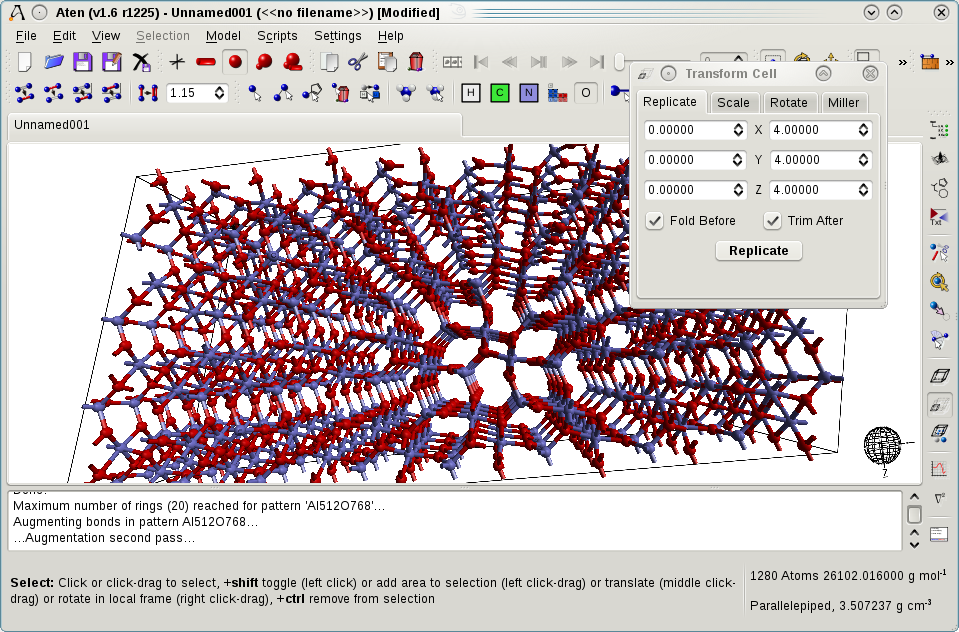 Aten (v1.6 r1225) - Unnamed001 (<<no filename>>) [Modified]
File Edit View Selection Model Scripts Settings Help
1.15 H C N O
Transform Cell
Unnamed001
Replicate Scale Rotate Miller
0.00000 X 4.00000
0.00000 Y 4.00000
0.00000 Z 4.00000
Fold Before Trim After
Replicate
Txt
Z
Maximum number of rings (20) reached for pattern 'Al512O768'...
Augmenting bonds in pattern Al512O768...
...Augmentation second pass...
Select: Click or click-drag to select, +shift toggle (left click) or add area to selection (left click-drag) or translate (middle click-
drag) or rotate in local frame (right click-drag), +ctrl remove from selection
1280 Atoms 26102.016000 g mol⁻¹
Parallelepiped, 3.507237 g cm⁻³